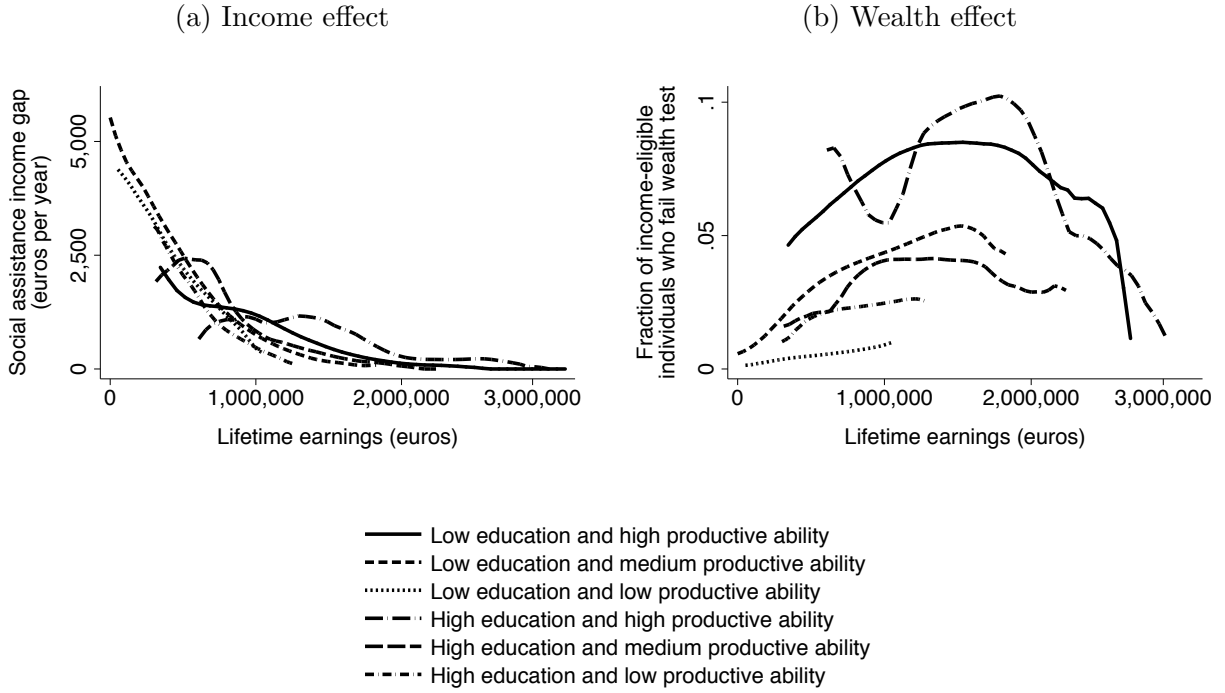 (a) Income effect
Social assistance income gap
(euros per year)
5,000
2,500
0
0
1,000,000
2,000,000
3,000,000
Lifetime earnings (euros)
(b) Wealth effect
Fraction of income-eligible
individuals who fail wealth test
.1
.05
0
0
1,000,000
2,000,000
3,000,000
Lifetime earnings (euros)
Low education and high productive ability
Low education and medium productive ability
Low education and low productive ability
High education and high productive ability
High education and medium productive ability
High education and low productive ability